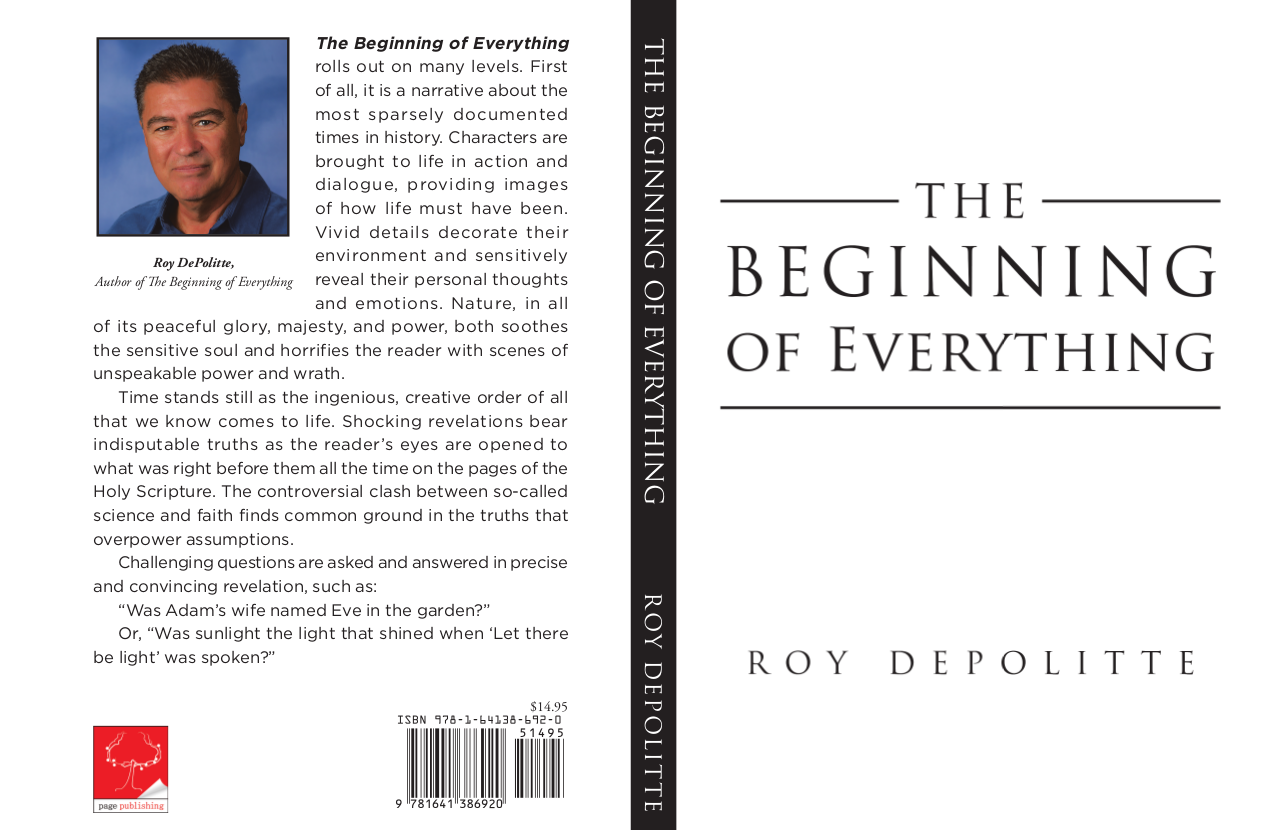 The Beginning of Everything
rolls out on many levels. First
of all, it is a narrative about the
most sparsely documented
times in history. Characters are
brought to life in action and
dialogue, providing images
of how life must have been.
Vivid details decorate their
environment and sensitively
reveal their personal thoughts
and emotions. Nature, in all
of its peaceful glory, majesty, and power, both soothes
the sensitive soul and horrifies the reader with scenes of
unspeakable power and wrath.
Roy DePolitte,
Author of The Beginning of Everything
Time stands still as the ingenious, creative order of all
that we know comes to life. Shocking revelations bear
indisputable truths as the reader’s eyes are opened to
what was right before them all the time on the pages of the
Holy Scripture. The controversial clash between so-called
science and faith finds common ground in the truths that
overpower assumptions.
Challenging questions are asked and answered in precise
and convincing revelation, such as:
“Was Adam’s wife named Eve in the garden?”
Or, “Was sunlight the light that shined when ‘Let there
be light’ was spoken?”
$14.95
ISBN 978-1-64138-692-0
51495
9 781641 386920
page publishing
THE BEGINNING OF EVERYTHING
ROY DEPOLITTE
THE
BEGINNING
OF EVERYTHING
ROY DEPOLITTE